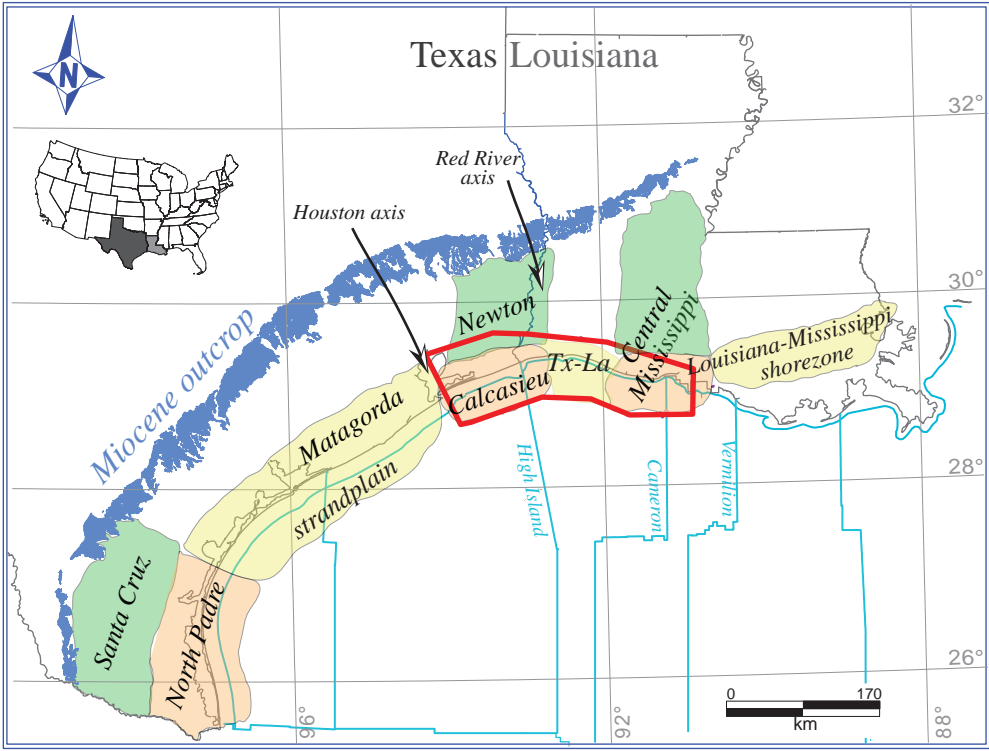 Texas Louisiana
N
32°
Red River
axis
Houston axis
30°
Newton
Central
Mississippi
Louisiana-Mississippi
shorezone
Miocene outcrop
Tx-La
Calcasieu
Matagorda
strandplain
28°
High Island
Cameron
Vermilion
Santa Cruz
North Padre
26°
0 170
km
96°
92°
88°